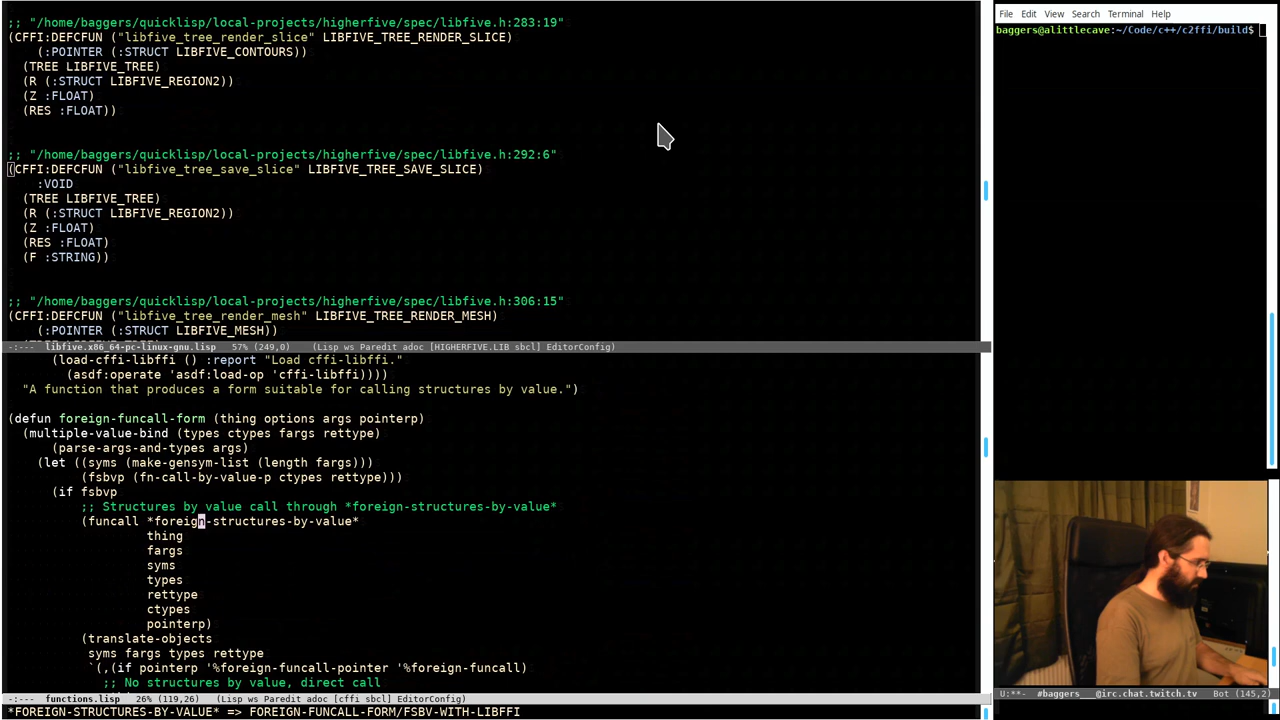 ;; "/home/baggers/quicklisp/local-projects/higherfive/spec/libfive.h:283:19"
(CFFI:DEFCFUN ("libfive_tree_render_slice" LIBFIVE_TREE_RENDER_SLICE)
(:POINTER (:STRUCT LIBFIVE_CONTOURS))
(TREE LIBFIVE_TREE)
(R (:STRUCT LIBFIVE_REGION2))
(Z :FLOAT)
(RES :FLOAT))
;; "/home/baggers/quicklisp/local-projects/higherfive/spec/libfive.h:292:6"
(CFFI:DEFCFUN ("libfive_tree_save_slice" LIBFIVE_TREE_SAVE_SLICE)
:VOID
(TREE LIBFIVE_TREE)
(R (:STRUCT LIBFIVE_REGION2))
(Z :FLOAT)
(RES :FLOAT)
(F :STRING))
;; "/home/baggers/quicklisp/local-projects/higherfive/spec/libfive.h:306:15"
(CFFI:DEFCFUN ("libfive_tree_render_mesh" LIBFIVE_TREE_RENDER_MESH)
(:POINTER (:STRUCT LIBFIVE_MESH))
-:--- libfive.x86_64-pc-linux-gnu.lisp 57% (249,0) (Lisp ws Paredit adoc [HIGHERFIVE.LIB sbcl] EditorConfig)
(load-cffi-libffi () :report "Load cffi-libffi."
(asdf:operate 'asdf:load-op 'cffi-libffi))))
"A function that produces a form suitable for calling structures by value.")
(defun foreign-funcall-form (thing options args pointerp)
(multiple-value-bind (types ctypes fargs rettype)
(parse-args-and-types args)
(let ((syms (make-gensym-list (length fargs)))
(fsbvp (fn-call-by-value-p ctypes rettype)))
(if fsbvp
;; Structures by value call through *foreign-structures-by-value*
(funcall *foreign-structures-by-value*
thing
fargs
syms
types
rettype
ctypes
pointerp)
(translate-objects
syms fargs types rettype
`(,(if pointerp '%foreign-funcall-pointer '%foreign-funcall)
;; No structures by value, direct call
-:--- functions.lisp 26% (119,26) (Lisp ws Paredit adoc [cffi sbcl] EditorConfig)
*FOREIGN-STRUCTURES-BY-VALUE* => FOREIGN-FUNCALL-FORM/FSBV-WITH-LIBFFI
File Edit View Search Terminal Help
baggers@alittlecave:~/Code/c++/c2ffi/build$
U:**- #baggers___@irc.chat.twitch.tv Bot (145,2)